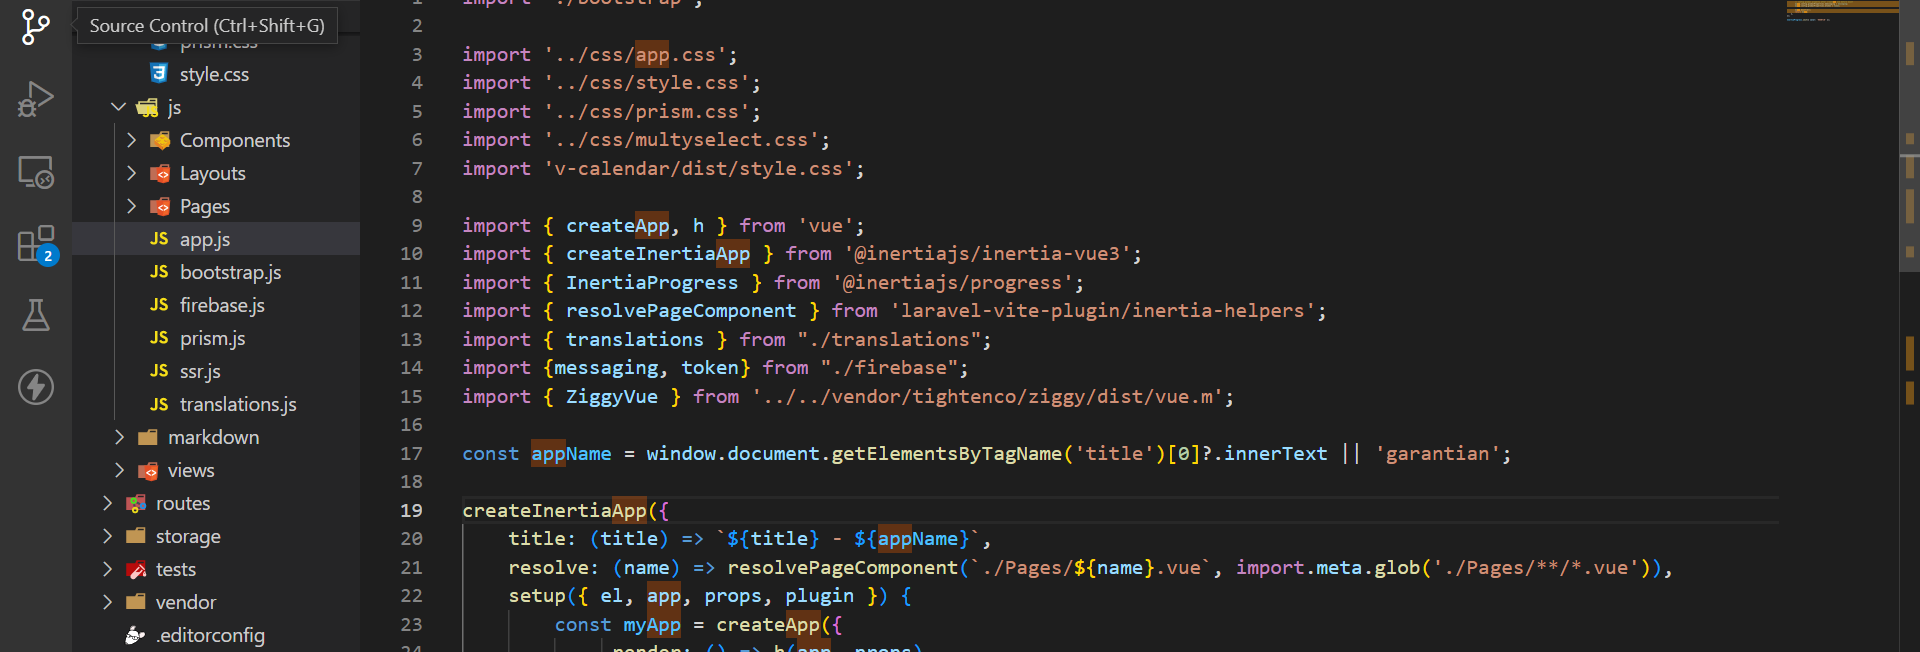 Source Control (Ctrl+Shift+G)
prism.css
style.css
js
Components
Layouts
Pages
JS app.js
JS bootstrap.js
JS firebase.js
JS prism.js
JS ssr.js
JS translations.js
markdown
views
routes
storage
tests
vendor
.editorconfig
2
1 import './bootstrap';
2
3 import '../css/app.css';
4 import '../css/style.css';
5 import '../css/prism.css';
6 import '../css/multyselect.css';
7 import 'v-calendar/dist/style.css';
8
9 import { createApp, h } from 'vue';
10 import { createInertiaApp } from '@inertiajs/inertia-vue3';
11 import { InertiaProgress } from '@inertiajs/progress';
12 import { resolvePageComponent } from 'laravel-vite-plugin/inertia-helpers';
13 import { translations } from "./translations";
14 import {messaging, token} from "./firebase";
15 import { ZiggyVue } from '../../vendor/tightenco/ziggy/dist/vue.m';
16
17 const appName = window.document.getElementsByTagName('title')[0]?.innerText || 'garantian';
18
19 createInertiaApp({
20 title: (title) => `${title} - ${appName}`,
21 resolve: (name) => resolvePageComponent(`./Pages/${name}.vue`, import.meta.glob('./Pages/**/*.vue')),
22 setup({ el, app, props, plugin }) {
23 const myApp = createApp({
24 render: () => h(app, props)